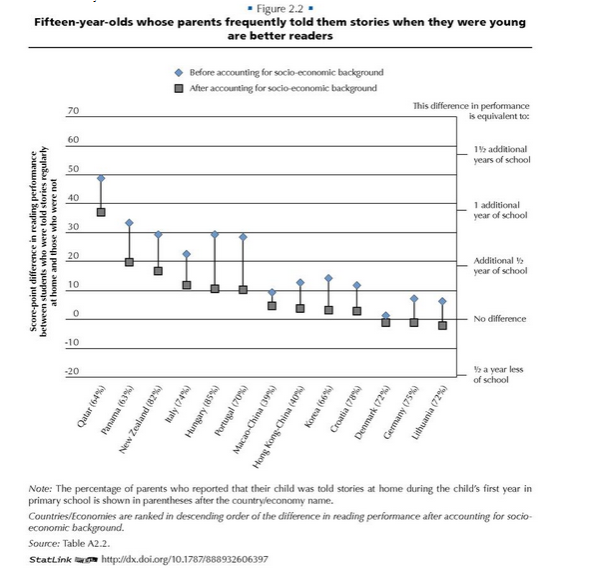 ▪ Figure 2.2 ▪
Fifteen-year-olds whose parents frequently told them stories when they were young
are better readers
Before accounting for socio-economic background
After accounting for socio-economic background
This difference in performance
is equivalent to:
Score-point difference in reading performance
between students who were told stories regularly
at home and those who were not
70
60
50
40
30
20
10
0
-10
-20
1½ additional
years of school
1 additional
year of school
Additional ½
year of school
No difference
½ a year less
of school
Qatar (64%)
Panama (63%)
New Zealand (82%)
Italy (74%)
Hungary (85%)
Portugal (70%)
Macao-China (39%)
Hong Kong-China (40%)
Korea (66%)
Croatia (78%)
Denmark (72%)
Germany (75%)
Lithuania (72%)
Note: The percentage of parents who reported that their child was told stories at home during the child's first year in
primary school is shown in parentheses after the country/economy name.
Countries/Economies are ranked in descending order of the difference in reading performance after accounting for socio-
economic background.
Source: Table A2.2.
StatLink http://dx.doi.org/10.1787/888932606397